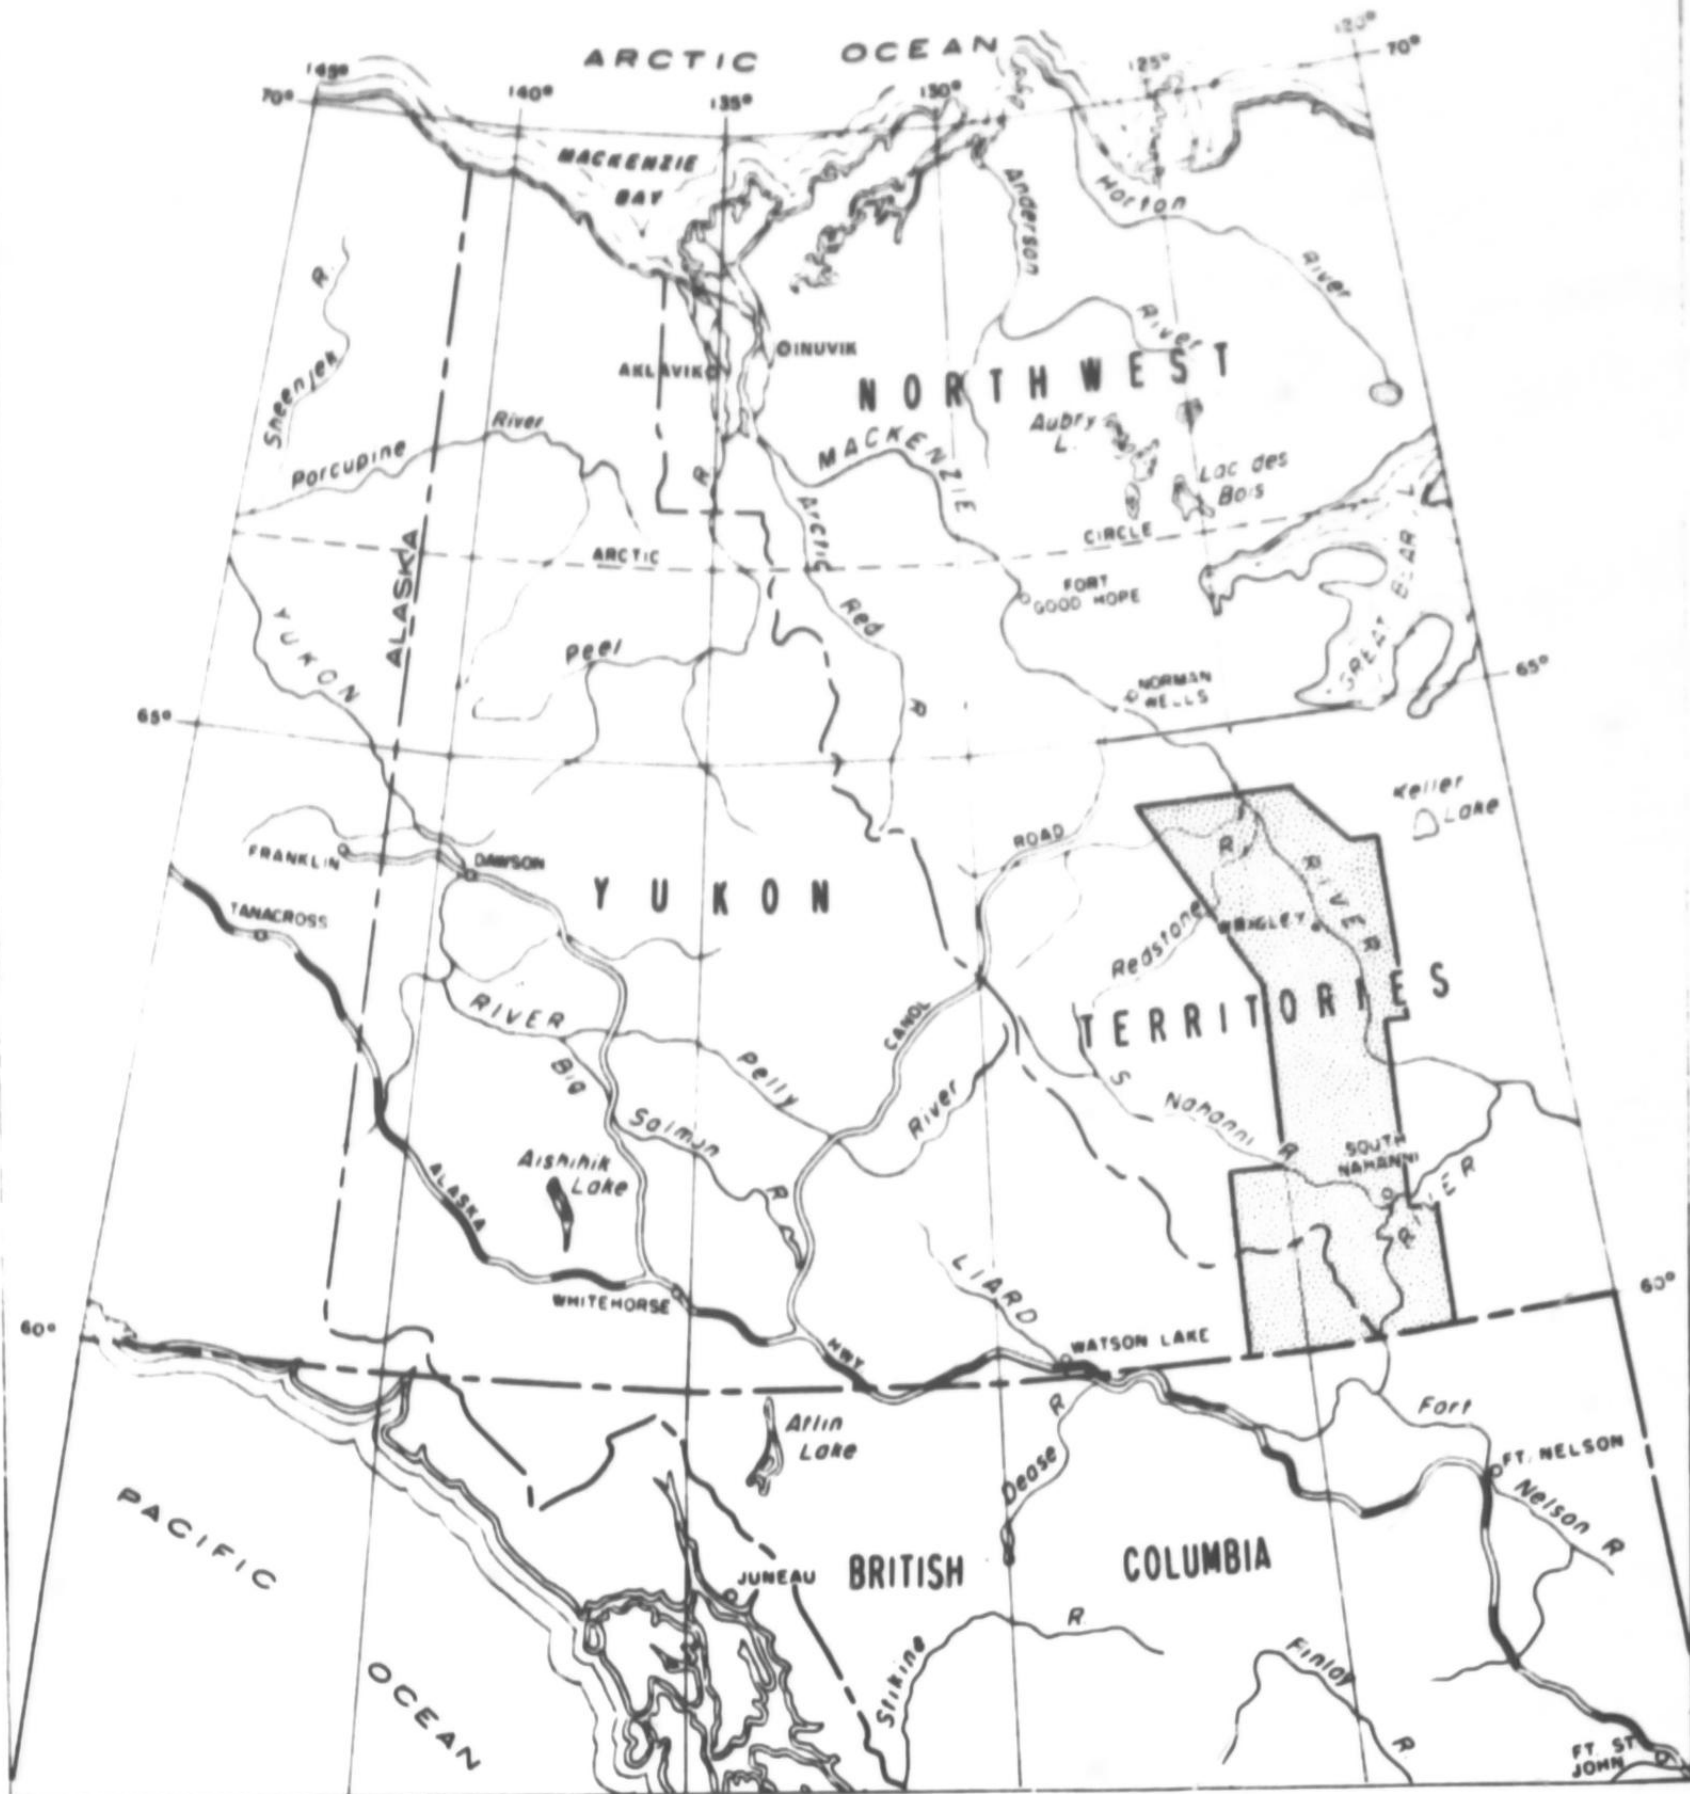 ARCTIC OCEAN
145°
140°
135°
130°
125°
120°
70°
70°
MACKENZIE
BAY
Anderson
River
Horton
River
Sheenjek
R.
INUVIK
AKLAVIK
NORTHWEST
Aubry
L.
Lac des
Bois
Porcupine
River
MACKENZIE
R
Arctic
Red
R
ARCTIC
CIRCLE
FORT
GOOD HOPE
GREAT BEAR
L
ALASKA
YUKON
Peel
NORMAN
WELLS
65°
65°
Keller
Lake
FRANKLIN
DAWSON
ROAD
R
RIVER
TANACROSS
YUKON
WRIGLEY
Redstone
R
TERRITORIES
RIVER
CANOL
Big
Salmon
R
Pelly
River
S
Nahanni
R
SOUTH
NAHANNI
RIVER
Aishihik
Lake
ALASKA
LIARD
WHITEHORSE
HWY
WATSON LAKE
60°
60°
Atlin
Lake
Dease
R
Fort
Nelson
R
FT. NELSON
PACIFIC
OCEAN
JUNEAU
BRITISH COLUMBIA
Stikine
R
Finlay
R
FT. ST
JOHN